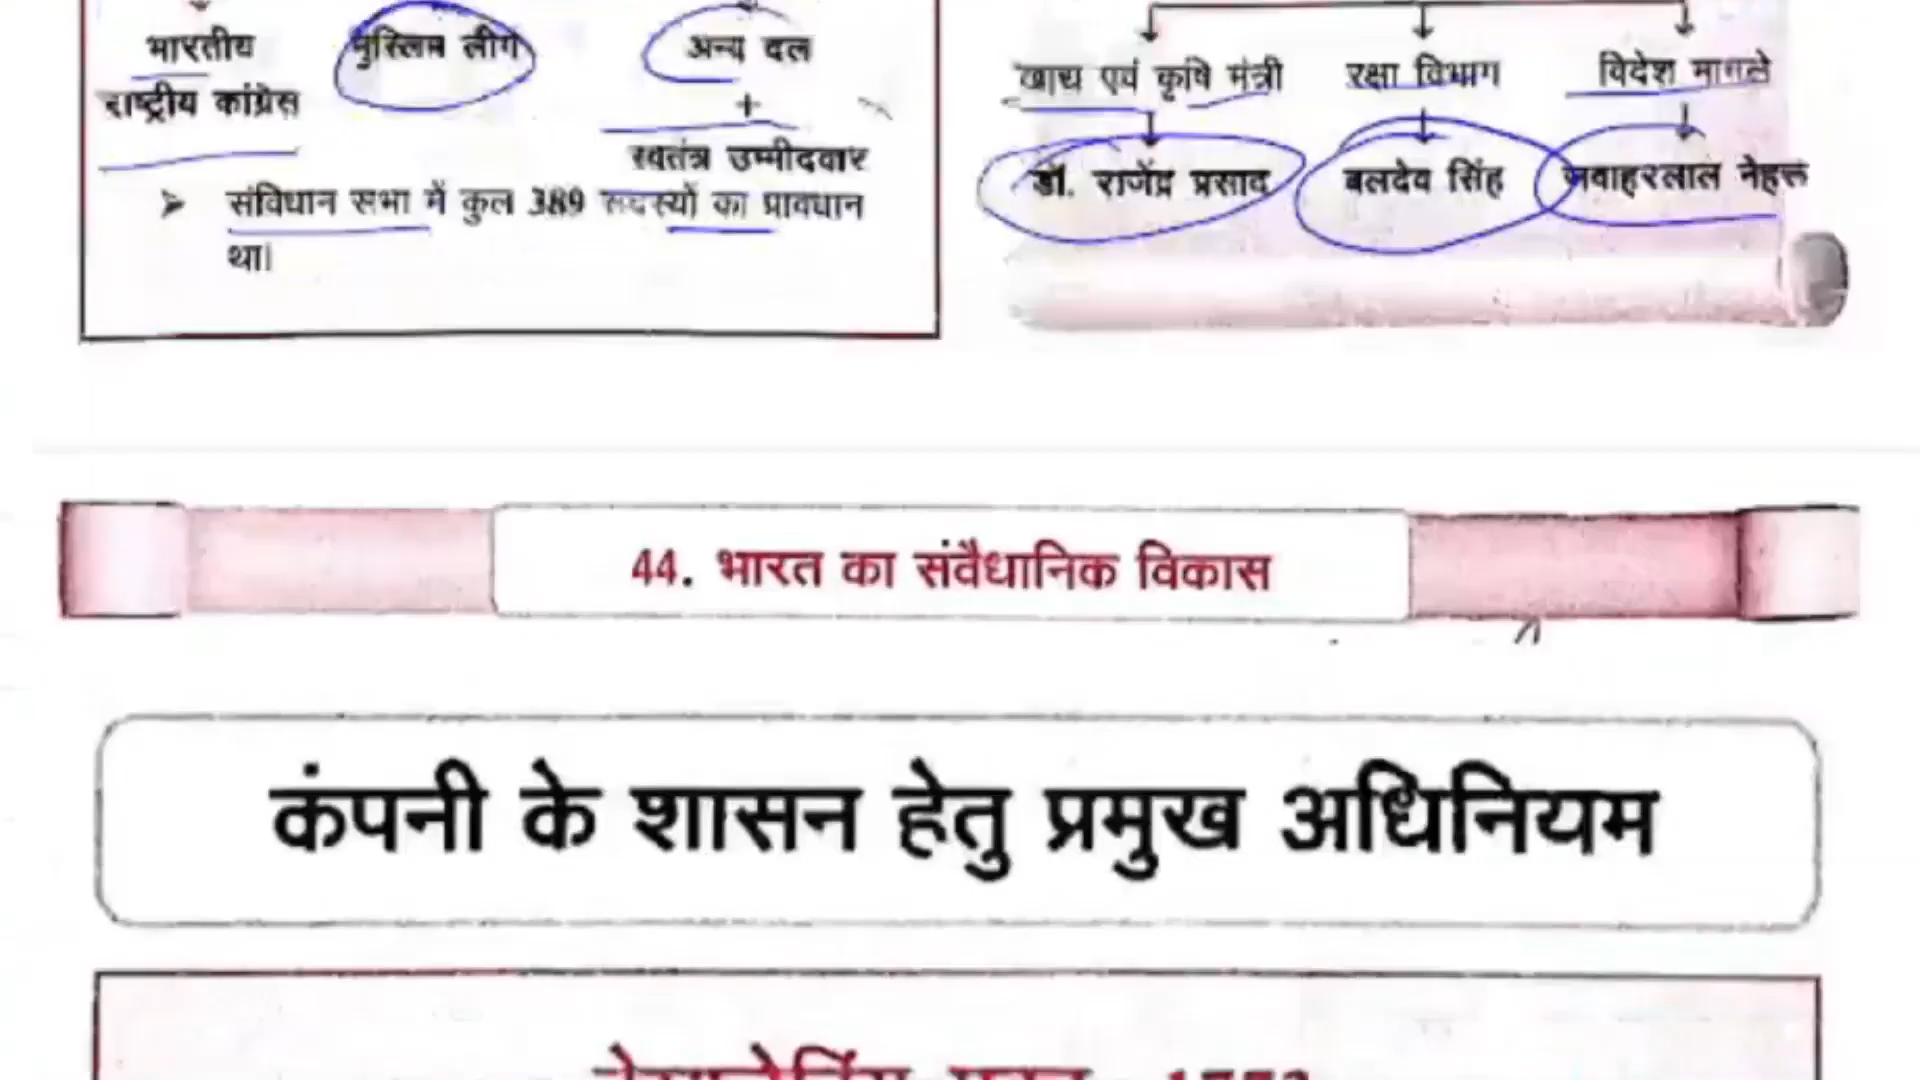 भारतीय
राष्ट्रीय कांग्रेस
मुस्लिम लीग
अन्य दल
+
स्वतंत्र उम्मीदवार
➤ संविधान सभा में कुल 389 सदस्यों का प्रावधान
था।
खाद्य एवं कृषि मंत्री
डॉ. राजेंद्र प्रसाद
रक्षा विभाग
बलदेव सिंह
विदेश मामले
जवाहरलाल नेहरू
44. भारत का संवैधानिक विकास
कंपनी के शासन हेतु प्रमुख अधिनियम